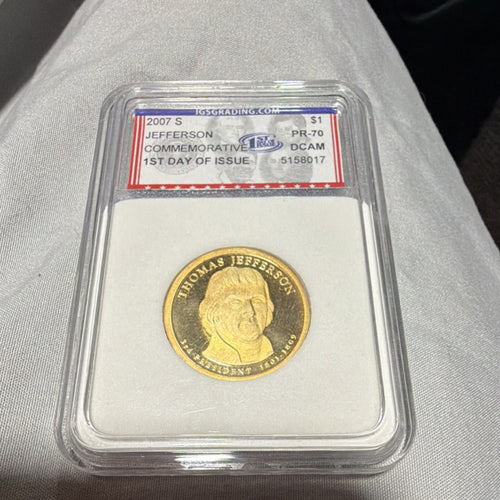 IGSGRADING.COM
2007 S $1
JEFFERSON PR-70
COMMEMORATIVE 1ST DCAM
1ST DAY OF ISSUE 5158017
THOMAS JEFFERSON
3rd PRESIDENT 1801-1809